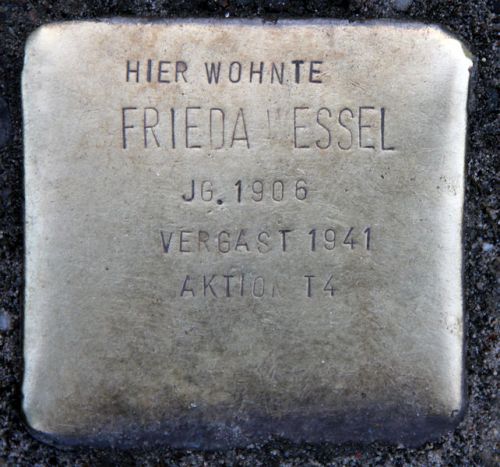 HIER WOHNTE
FRIEDA WESSEL
JG. 1906
VERGAST 1941
AKTION T4